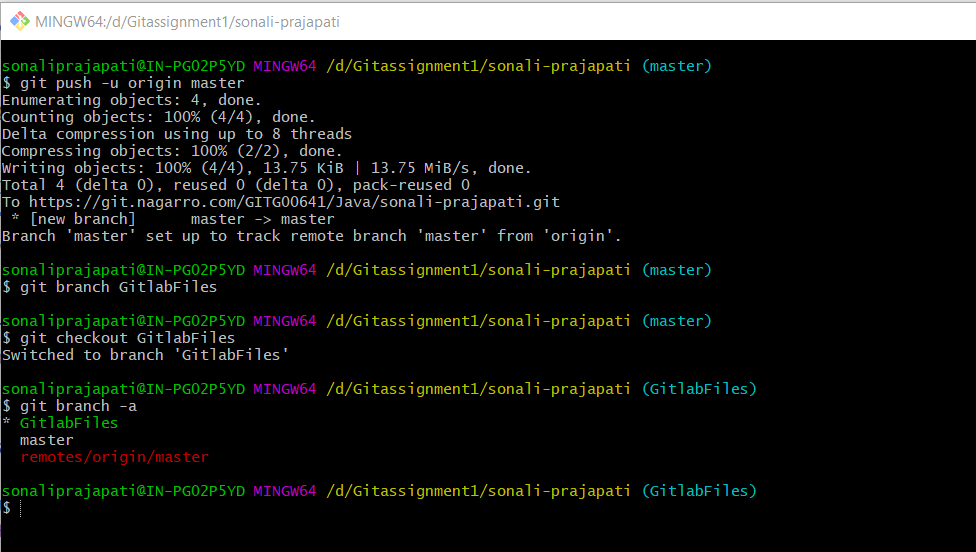 MINGW64:/d/Gitassignment1/sonali-prajapati
sonaliprajapati@IN-PG02P5YD MINGW64 /d/Gitassignment1/sonali-prajapati (master)
$ git push -u origin master
Enumerating objects: 4, done.
Counting objects: 100% (4/4), done.
Delta compression using up to 8 threads
Compressing objects: 100% (2/2), done.
Writing objects: 100% (4/4), 13.75 KiB | 13.75 MiB/s, done.
Total 4 (delta 0), reused 0 (delta 0), pack-reused 0
To https://git.nagarro.com/GITG00641/Java/sonali-prajapati.git
 * [new branch]      master -> master
Branch 'master' set up to track remote branch 'master' from 'origin'.
sonaliprajapati@IN-PG02P5YD MINGW64 /d/Gitassignment1/sonali-prajapati (master)
$ git branch GitlabFiles
sonaliprajapati@IN-PG02P5YD MINGW64 /d/Gitassignment1/sonali-prajapati (master)
$ git checkout GitlabFiles
Switched to branch 'GitlabFiles'
sonaliprajapati@IN-PG02P5YD MINGW64 /d/Gitassignment1/sonali-prajapati (GitlabFiles)
$ git branch -a
* GitlabFiles
  master
  remotes/origin/master
sonaliprajapati@IN-PG02P5YD MINGW64 /d/Gitassignment1/sonali-prajapati (GitlabFiles)
$